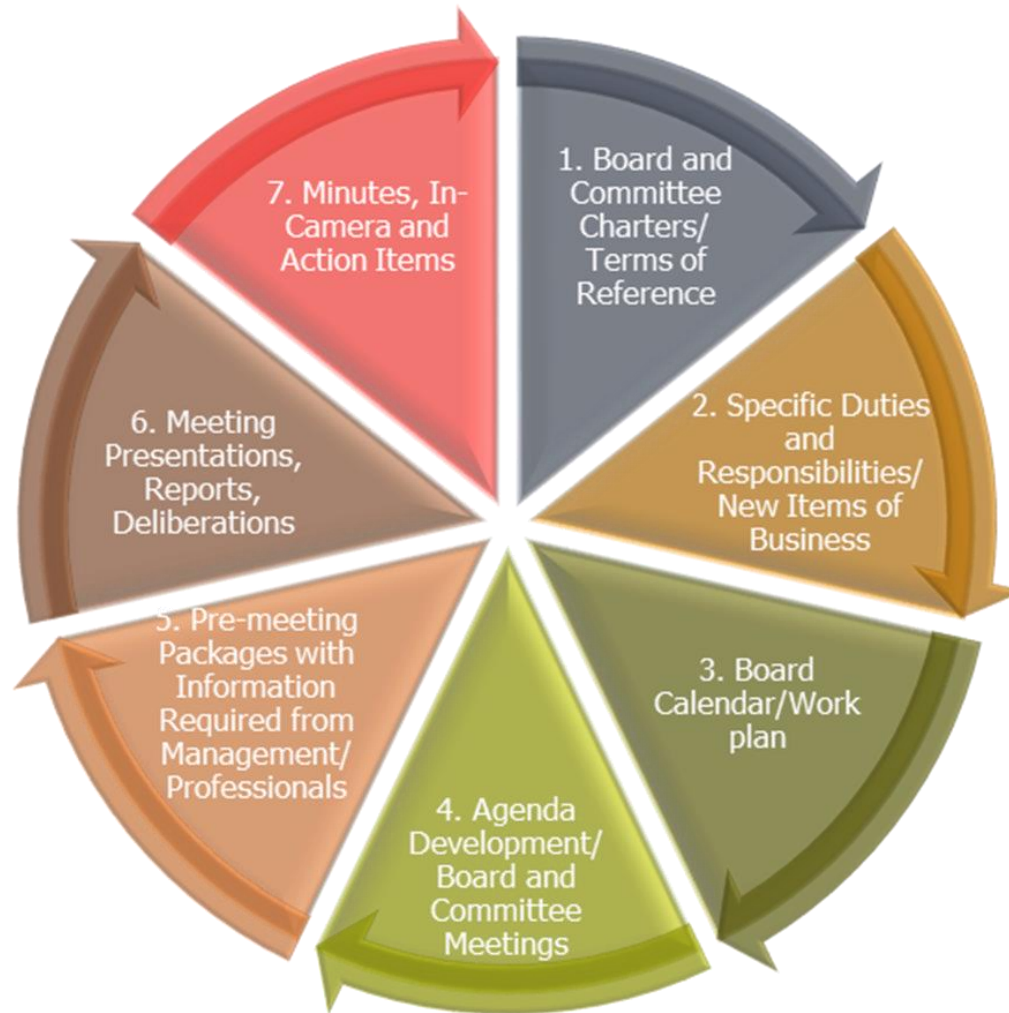 1. Board and
Committee
Charters/
Terms of
Reference
2. Specific Duties
and
Responsibilities/
New Items of
Business
3. Board
Calendar/Work
plan
4. Agenda
Development/
Board and
Committee
Meetings
5. Pre-meeting
Packages with
Information
Required from
Management/
Professionals
6. Meeting
Presentations,
Reports,
Deliberations
7. Minutes, In-
Camera and
Action Items